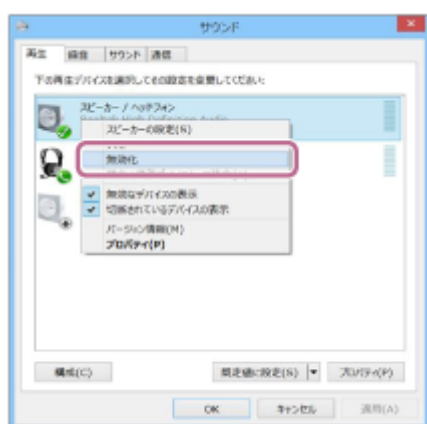 サウンド
再生 録音 サウンド 通信
下の再生デバイスを選択してその設定を変更してください:
スピーカー / ヘッドフォン
スピーカーの設定(S)
無効化
無効なデバイスの表示
切断されているデバイスの表示
バージョン情報(M)
プロパティ(P)
構成(C) 既定値に設定(S) プロパティ(P)
OK キャンセル 適用(A)